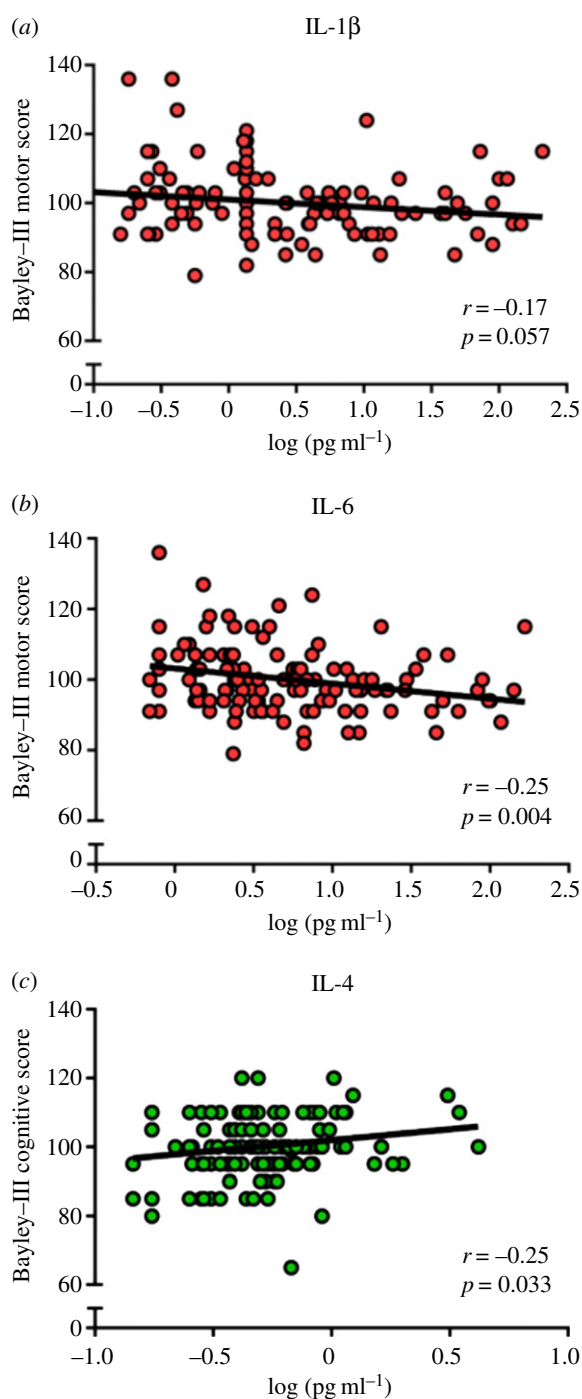 (a) IL-1β
140
120
100
80
60
0
Bayley–III motor score
r = –0.17
p = 0.057
–1.0 –0.5 0 0.5 1.0 1.5 2.0 2.5
log (pg ml⁻¹)
(b) IL-6
140
120
100
80
60
0
Bayley–III motor score
r = –0.25
p = 0.004
–0.5 0 0.5 1.0 1.5 2.0 2.5
log (pg ml⁻¹)
(c) IL-4
140
120
100
80
60
0
Bayley–III cognitive score
r = –0.25
p = 0.033
–1.0 –0.5 0 0.5 1.0
log (pg ml⁻¹)